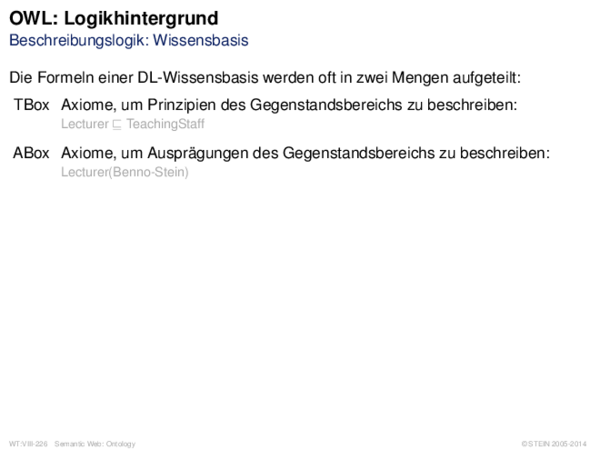 OWL: Logikhintergrund
Beschreibungslogik: Wissensbasis
Die Formeln einer DL-Wissensbasis werden oft in zwei Mengen aufgeteilt:
TBox Axiome, um Prinzipien des Gegenstandsbereichs zu beschreiben:
Lecturer ⊑ TeachingStaff
ABox Axiome, um Ausprägungen des Gegenstandsbereichs zu beschreiben:
Lecturer(Benno-Stein)
WT:VIII-226 Semantic Web: Ontology © STEIN 2005-2014